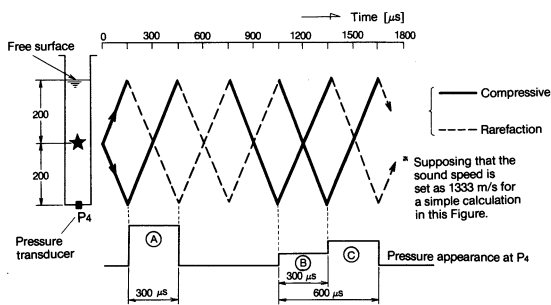 Time [μs]
0 300 600 900 1200 1500 1800
Free surface
200
200
P4
Pressure transducer
Compressive
Rarefaction
* Supposing that the
sound speed is
set as 1333 m/s for
a simple calculation
in this Figure.
A
B
C
Pressure appearance at P4
300 μs
300 μs
600 μs